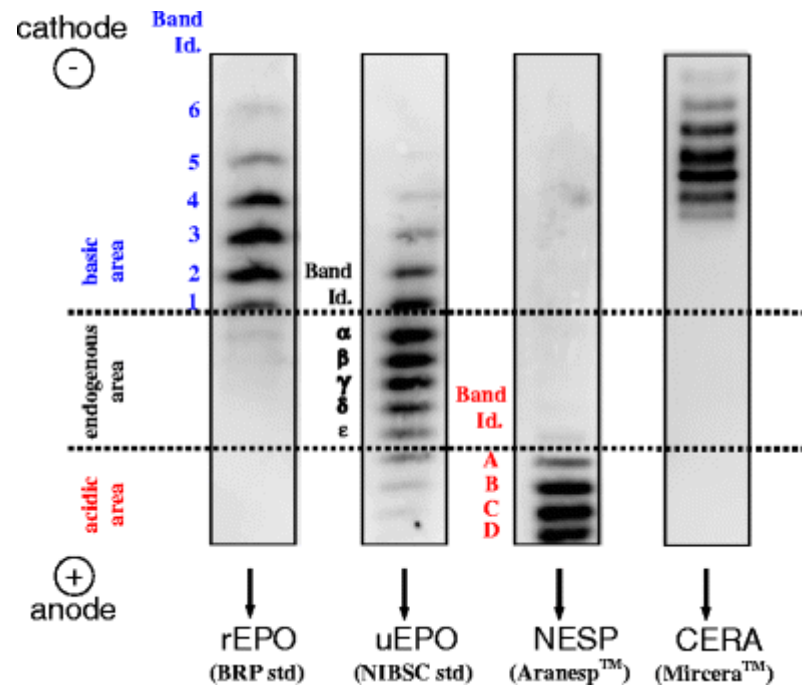 cathode
-
Band
Id.
6
5
4
3
2
1
basic
area
Band
Id.
endogenous
area
α
β
γ
δ
ε
Band
Id.
acidic
area
A
B
C
D
+
anode
rEPO
(BRP std)
uEPO
(NIBSC std)
NESP
(Aranesp™)
CERA
(Mircera™)